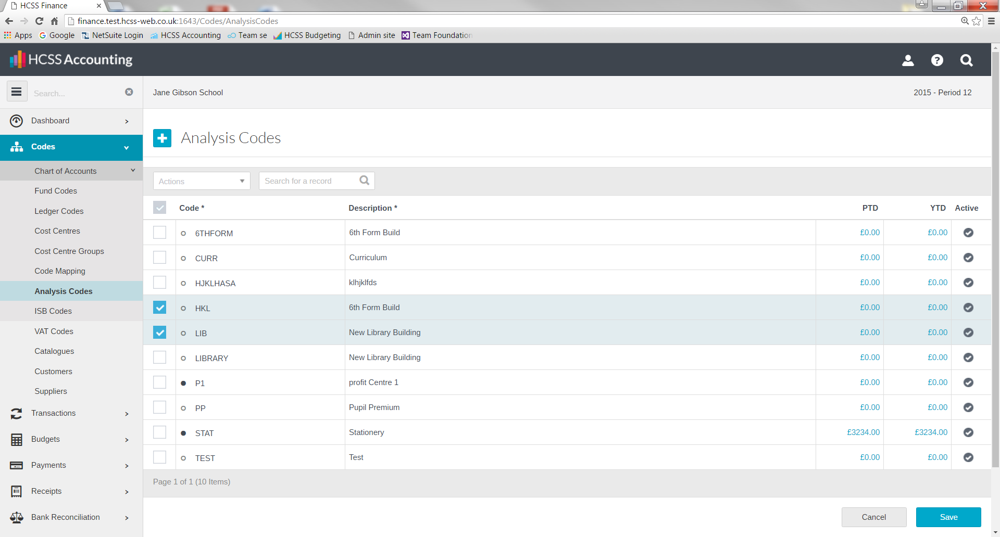 HCSS Finance
finance.test.hcss-web.co.uk:1643/Codes/AnalysisCodes
Apps Google NetSuite Login HCSS Accounting Team se HCSS Budgeting Admin site Team Foundation
HCSS Accounting
Search...
Jane Gibson School
2015 - Period 12
Dashboard
Codes
Chart of Accounts
Fund Codes
Ledger Codes
Cost Centres
Cost Centre Groups
Code Mapping
Analysis Codes
ISB Codes
VAT Codes
Catalogues
Customers
Suppliers
Transactions
Budgets
Payments
Receipts
Bank Reconciliation
Analysis Codes
Actions Search for a record
Code * Description * PTD YTD Active
6THFORM 6th Form Build £0.00 £0.00
CURR Curriculum £0.00 £0.00
HJKLHASA klhjklfds £0.00 £0.00
HKL 6th Form Build £0.00 £0.00
LIB New Library Building £0.00 £0.00
LIBRARY New Library Building £0.00 £0.00
P1 profit Centre 1 £0.00 £0.00
PP Pupil Premium £0.00 £0.00
STAT Stationery £3234.00 £3234.00
TEST Test £0.00 £0.00
Page 1 of 1 (10 Items)
Cancel Save